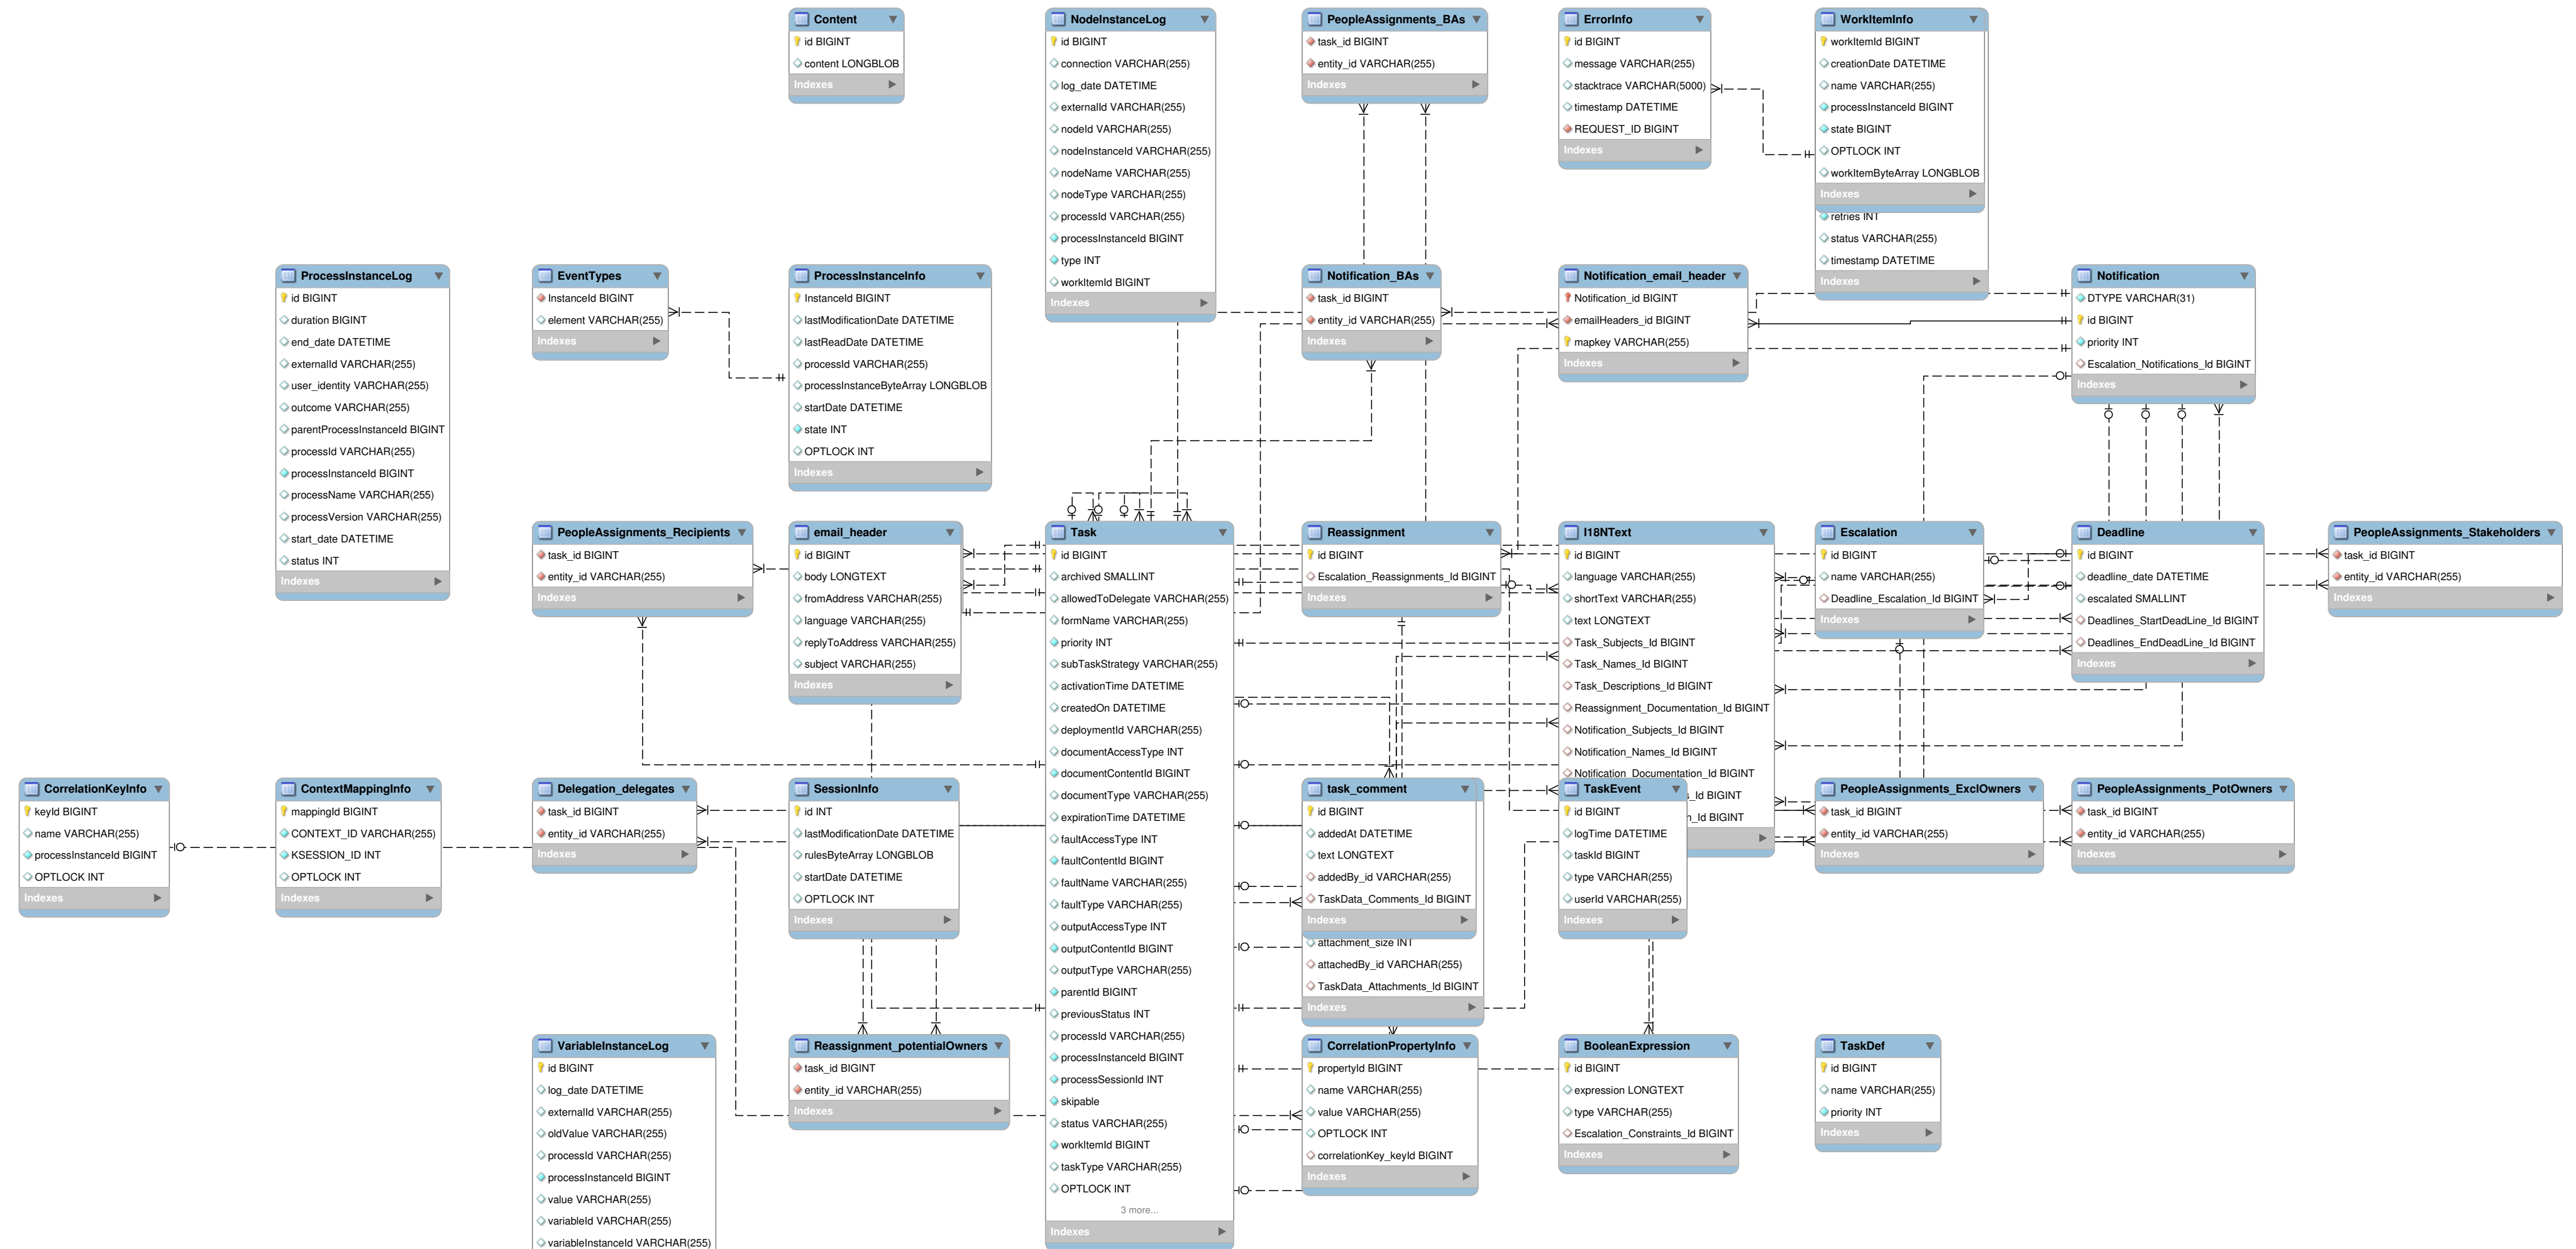 Content
id BIGINT
content LONGBLOB
Indexes
NodeInstanceLog
id BIGINT
connection VARCHAR(255)
log_date DATETIME
externalId VARCHAR(255)
nodeId VARCHAR(255)
nodeInstanceId VARCHAR(255)
nodeName VARCHAR(255)
nodeType VARCHAR(255)
processId VARCHAR(255)
processInstanceId BIGINT
type INT
workItemId BIGINT
Indexes
PeopleAssignments_BAs
task_id BIGINT
entity_id VARCHAR(255)
Indexes
ErrorInfo
id BIGINT
message VARCHAR(255)
stacktrace VARCHAR(5000)
timestamp DATETIME
REQUEST_ID BIGINT
Indexes
WorkItemInfo
workItemId BIGINT
creationDate DATETIME
name VARCHAR(255)
processInstanceId BIGINT
state BIGINT
OPTLOCK INT
workItemByteArray LONGBLOB
Indexes
retries INT
status VARCHAR(255)
timestamp DATETIME
Indexes
ProcessInstanceLog
id BIGINT
duration BIGINT
end_date DATETIME
externalId VARCHAR(255)
user_identity VARCHAR(255)
outcome VARCHAR(255)
parentProcessInstanceId BIGINT
processId VARCHAR(255)
processInstanceId BIGINT
processName VARCHAR(255)
processVersion VARCHAR(255)
start_date DATETIME
status INT
Indexes
EventTypes
InstanceId BIGINT
element VARCHAR(255)
Indexes
ProcessInstanceInfo
InstanceId BIGINT
lastModificationDate DATETIME
lastReadDate DATETIME
processId VARCHAR(255)
processInstanceByteArray LONGBLOB
startDate DATETIME
state INT
OPTLOCK INT
Indexes
Notification_BAs
task_id BIGINT
entity_id VARCHAR(255)
Indexes
Notification_email_header
Notification_id BIGINT
emailHeaders_id BIGINT
mapkey VARCHAR(255)
Indexes
Notification
DTYPE VARCHAR(31)
id BIGINT
priority INT
Escalation_Notifications_Id BIGINT
Indexes
PeopleAssignments_Recipients
task_id BIGINT
entity_id VARCHAR(255)
Indexes
email_header
id BIGINT
body LONGTEXT
fromAddress VARCHAR(255)
language VARCHAR(255)
replyToAddress VARCHAR(255)
subject VARCHAR(255)
Indexes
Task
id BIGINT
archived SMALLINT
allowedToDelegate VARCHAR(255)
formName VARCHAR(255)
priority INT
subTaskStrategy VARCHAR(255)
activationTime DATETIME
createdOn DATETIME
deploymentId VARCHAR(255)
documentAccessType INT
documentContentId BIGINT
documentType VARCHAR(255)
expirationTime DATETIME
faultAccessType INT
faultContentId BIGINT
faultName VARCHAR(255)
faultType VARCHAR(255)
outputAccessType INT
outputContentId BIGINT
outputType VARCHAR(255)
parentId BIGINT
previousStatus INT
processId VARCHAR(255)
processInstanceId BIGINT
processSessionId INT
skipable
status VARCHAR(255)
workItemId BIGINT
taskType VARCHAR(255)
OPTLOCK INT
3 more...
Indexes
Reassignment
id BIGINT
Escalation_Reassignments_Id BIGINT
Indexes
I18NText
id BIGINT
language VARCHAR(255)
shortText VARCHAR(255)
text LONGTEXT
Task_Subjects_Id BIGINT
Task_Names_Id BIGINT
Task_Descriptions_Id BIGINT
Reassignment_Documentation_Id BIGINT
Notification_Subjects_Id BIGINT
Notification_Names_Id BIGINT
Notification_Documentation_Id BIGINT
s_Id BIGINT
n_Id BIGINT
Escalation
id BIGINT
name VARCHAR(255)
Deadline_Escalation_Id BIGINT
Indexes
Deadline
id BIGINT
deadline_date DATETIME
escalated SMALLINT
Deadlines_StartDeadLine_Id BIGINT
Deadlines_EndDeadLine_Id BIGINT
Indexes
PeopleAssignments_Stakeholders
task_id BIGINT
entity_id VARCHAR(255)
Indexes
CorrelationKeyInfo
keyId BIGINT
name VARCHAR(255)
processInstanceId BIGINT
OPTLOCK INT
Indexes
ContextMappingInfo
mappingId BIGINT
CONTEXT_ID VARCHAR(255)
KSESSION_ID INT
OPTLOCK INT
Indexes
Delegation_delegates
task_id BIGINT
entity_id VARCHAR(255)
Indexes
SessionInfo
id INT
lastModificationDate DATETIME
rulesByteArray LONGBLOB
startDate DATETIME
OPTLOCK INT
Indexes
task_comment
id BIGINT
addedAt DATETIME
text LONGTEXT
addedBy_id VARCHAR(255)
TaskData_Comments_Id BIGINT
Indexes
attachment_size INT
attachedBy_id VARCHAR(255)
TaskData_Attachments_Id BIGINT
Indexes
TaskEvent
id BIGINT
logTime DATETIME
taskId BIGINT
type VARCHAR(255)
userId VARCHAR(255)
Indexes
PeopleAssignments_ExclOwners
task_id BIGINT
entity_id VARCHAR(255)
Indexes
PeopleAssignments_PotOwners
task_id BIGINT
entity_id VARCHAR(255)
Indexes
VariableInstanceLog
id BIGINT
log_date DATETIME
externalId VARCHAR(255)
oldValue VARCHAR(255)
processId VARCHAR(255)
processInstanceId BIGINT
value VARCHAR(255)
variableId VARCHAR(255)
variableInstanceId VARCHAR(255)
Reassignment_potentialOwners
task_id BIGINT
entity_id VARCHAR(255)
Indexes
CorrelationPropertyInfo
propertyId BIGINT
name VARCHAR(255)
value VARCHAR(255)
OPTLOCK INT
correlationKey_keyId BIGINT
Indexes
BooleanExpression
id BIGINT
expression LONGTEXT
type VARCHAR(255)
Escalation_Constraints_Id BIGINT
Indexes
TaskDef
id BIGINT
name VARCHAR(255)
priority INT
Indexes